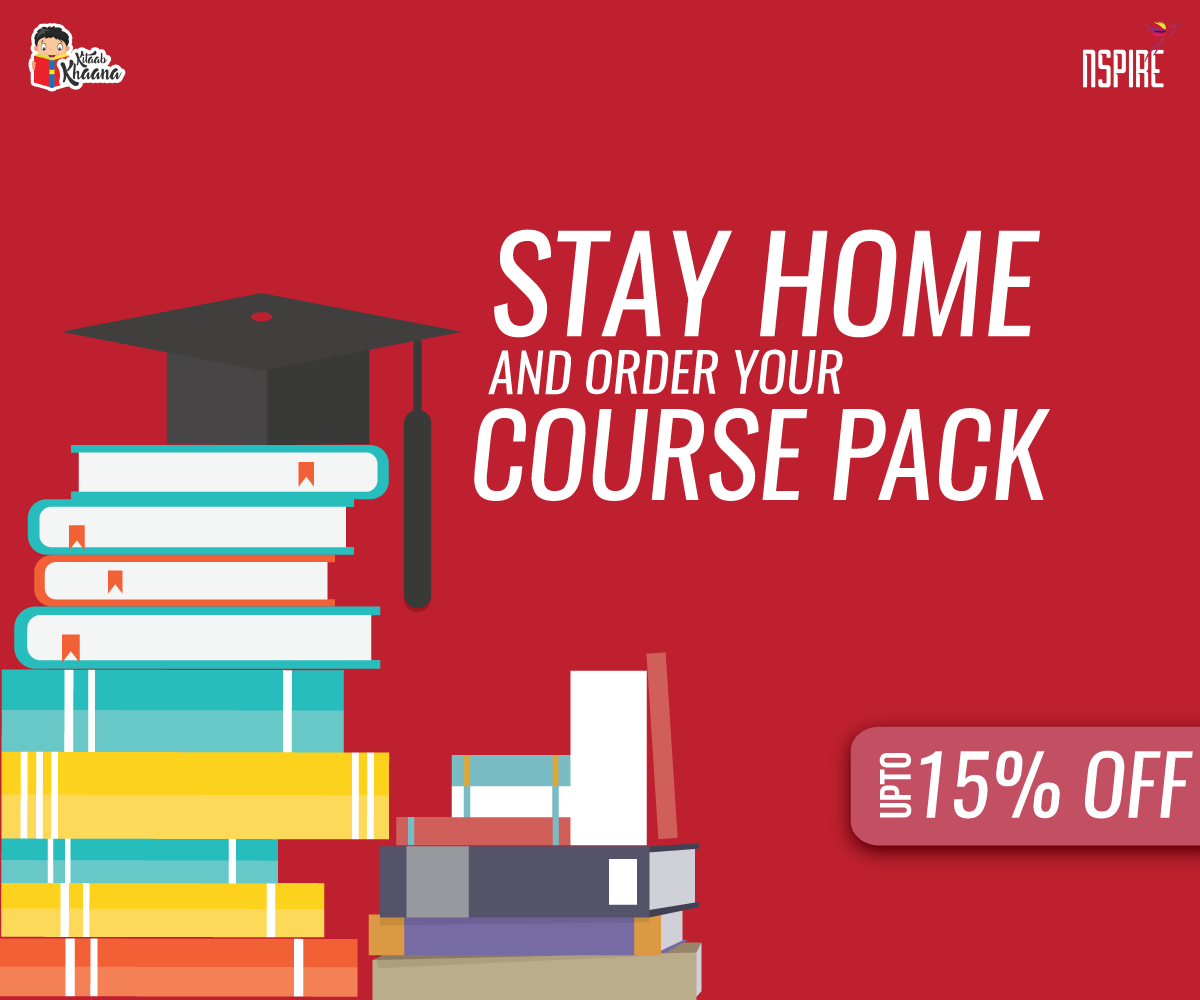 Kitaab
Khaana
NSPIRE
STAY HOME
AND ORDER YOUR
COURSE PACK
UPTO
15% OFF